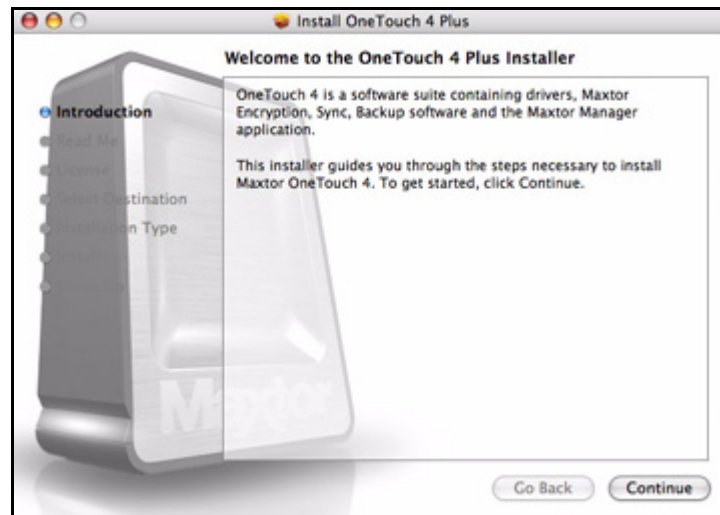 Install OneTouch 4 Plus
Welcome to the OneTouch 4 Plus Installer
Introduction
Read Me
License
Select Destination
Installation Type
Install
OneTouch 4 is a software suite containing drivers, Maxtor
Encryption, Sync, Backup software and the Maxtor Manager
application.
This installer guides you through the steps necessary to install
Maxtor OneTouch 4. To get started, click Continue.
Maxtor
Go Back
Continue